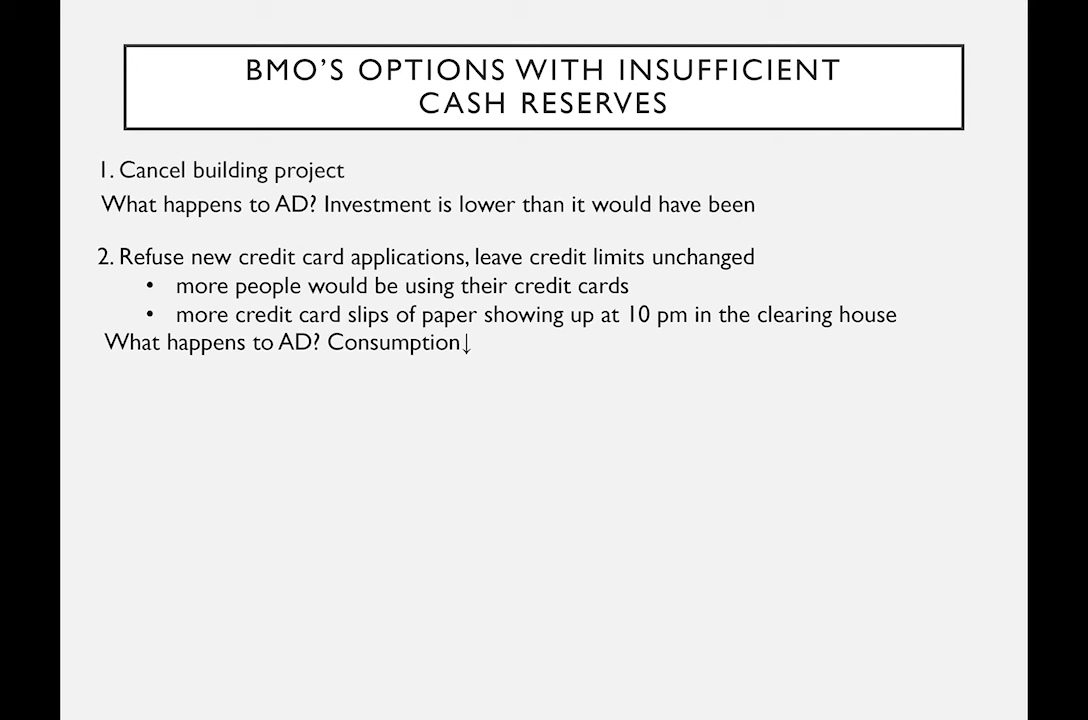 BMO'S OPTIONS WITH INSUFFICIENT
CASH RESERVES
1. Cancel building project
What happens to AD? Investment is lower than it would have been
2. Refuse new credit card applications, leave credit limits unchanged
• more people would be using their credit cards
• more credit card slips of paper showing up at 10 pm in the clearing house
What happens to AD? Consumption↓